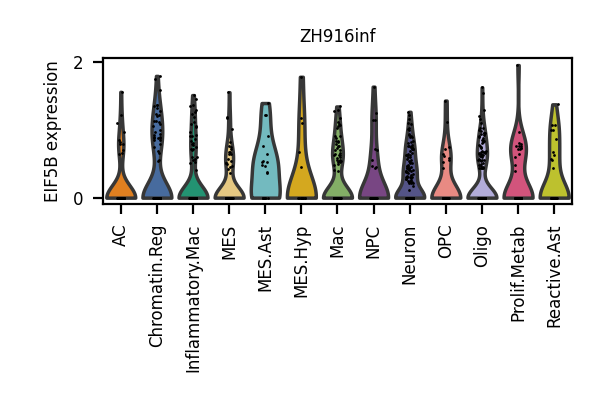 ZH916inf
EIF5B expression
2
0
AC
Chromatin.Reg
Inflammatory.Mac
MES
MES.Ast
MES.Hyp
Mac
NPC
Neuron
OPC
Oligo
Prolif.Metab
Reactive.Ast